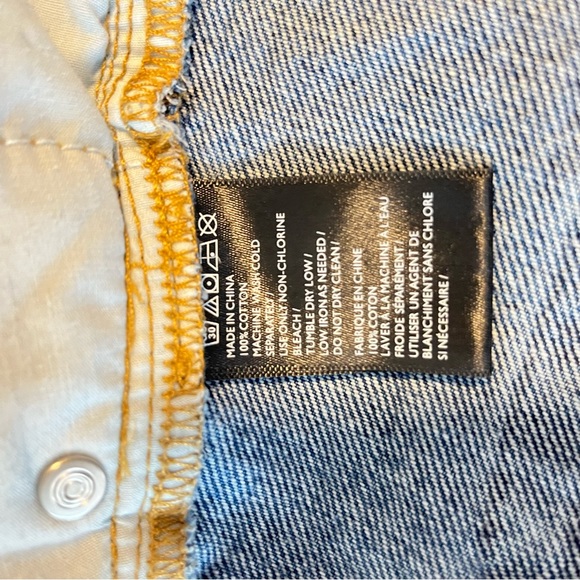 30
MADE IN
CHINA
100% COTTON
MACHINE WASH COLD
SEPARATELY /
USE ONLY NON-CHLORINE
BLEACH /
TUMBLE DRY LOW /
LOW IRON AS NEEDED /
DO NOT DRY CLEAN /
FABRIQUE EN CHINE
100% COTON
LAVER À LA MACHINE À L'EAU
FROIDE SÉPARÉMENT /
UTILISER UN AGENT DE
BLANCHIMENT SANS CHLORE
SI NÉCESSAIRE /